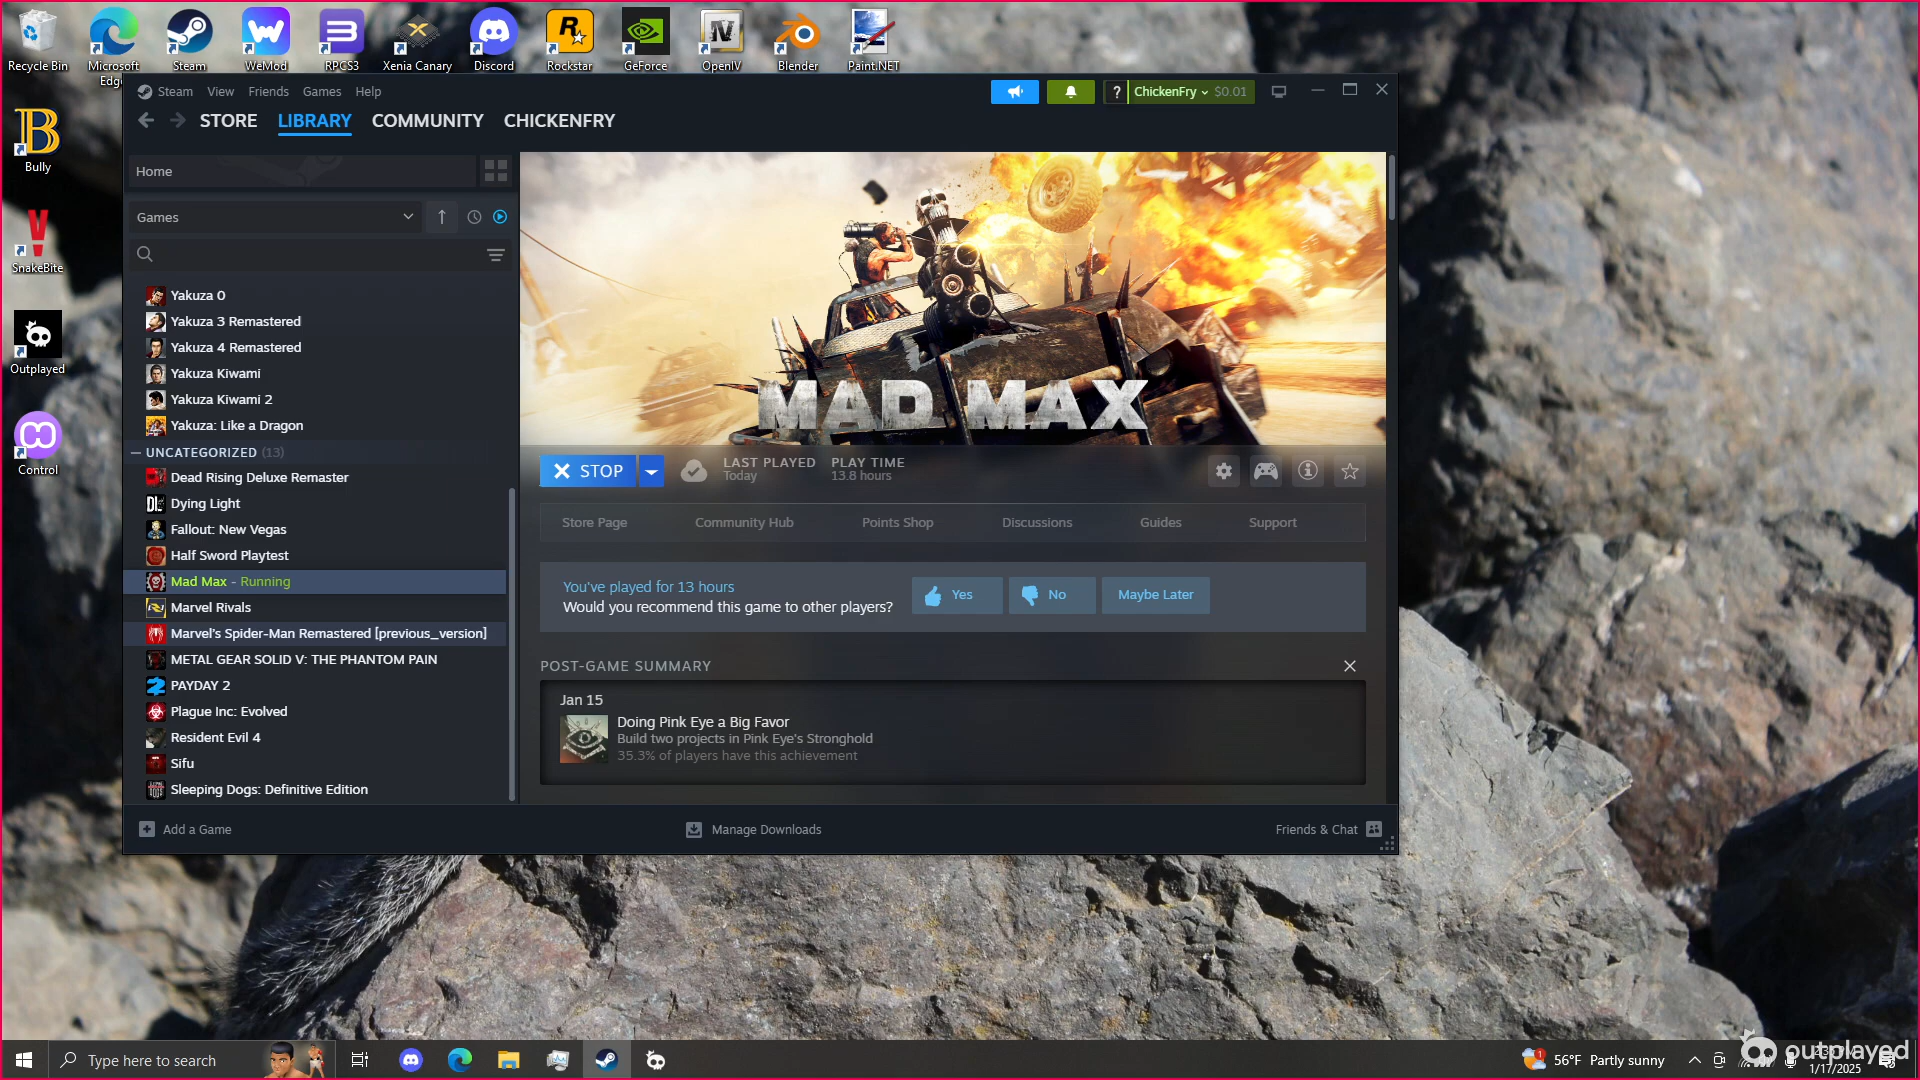 Recycle Bin
Microsoft Edge
Steam
WeMod
RPCS3
Xenia Canary
Discord
Rockstar
GeForce
OpenIV
Blender
Paint.NET
Bully
SnakeBite
Outplayed
Control
Steam View Friends Games Help
? ChickenFry $0.01
STORE LIBRARY COMMUNITY CHICKENFRY
Home
Games
Yakuza 0
Yakuza 3 Remastered
Yakuza 4 Remastered
Yakuza Kiwami
Yakuza Kiwami 2
Yakuza: Like a Dragon
— UNCATEGORIZED (13)
Dead Rising Deluxe Remaster
Dying Light
Fallout: New Vegas
Half Sword Playtest
Mad Max - Running
Marvel Rivals
Marvel's Spider-Man Remastered [previous_version]
METAL GEAR SOLID V: THE PHANTOM PAIN
PAYDAY 2
Plague Inc: Evolved
Resident Evil 4
Sifu
Sleeping Dogs: Definitive Edition
MAD MAX
STOP
LAST PLAYED
Today
PLAY TIME
13.8 hours
Store Page Community Hub Points Shop Discussions Guides Support
You've played for 13 hours
Would you recommend this game to other players?
Yes No Maybe Later
POST-GAME SUMMARY
Jan 15
Doing Pink Eye a Big Favor
Build two projects in Pink Eye's Stronghold
35.3% of players have this achievement
Add a Game
Manage Downloads
Friends & Chat
Type here to search
56°F Partly sunny
outplayed
1/17/2025